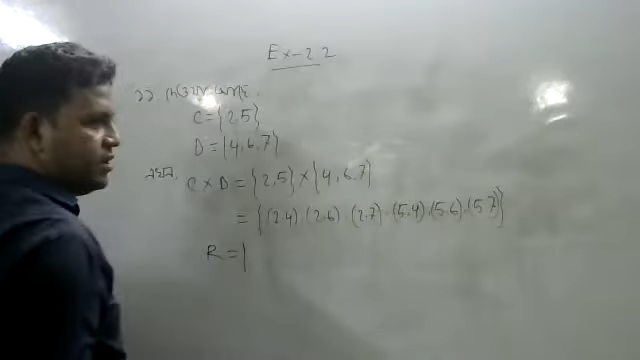 Ex-2.2
১১. দেওয়া আছে,
C={2,5}
D={4,6,7}
এখন, C×D={2,5}×{4,6,7}
={(2,4),(2,6),(2,7),(5,4),(5,6),(5,7)}
R={